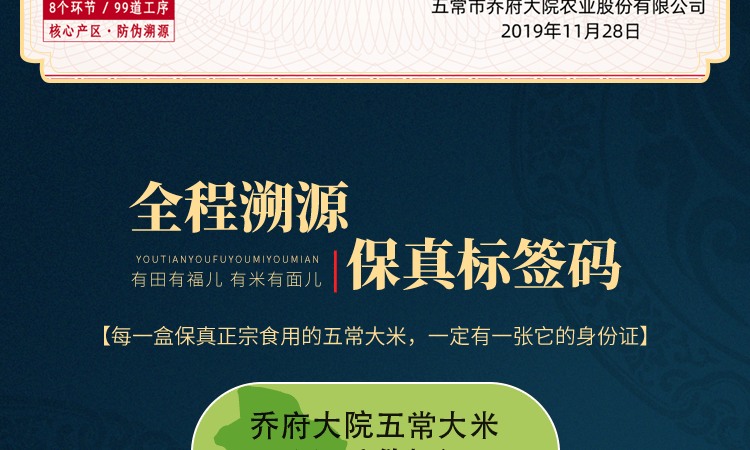 8个环节 / 99道工序
核心产区·防伪溯源
五常市乔府大院农业股份有限公司
2019年11月28日
全程溯源
YOUTIANYOUFUYOUMIYOUMIAN
有田有福儿 有米有面儿
保真标签码
【每一盒保真正宗食用的五常大米，一定有一张它的身份证】
乔府大院五常大米